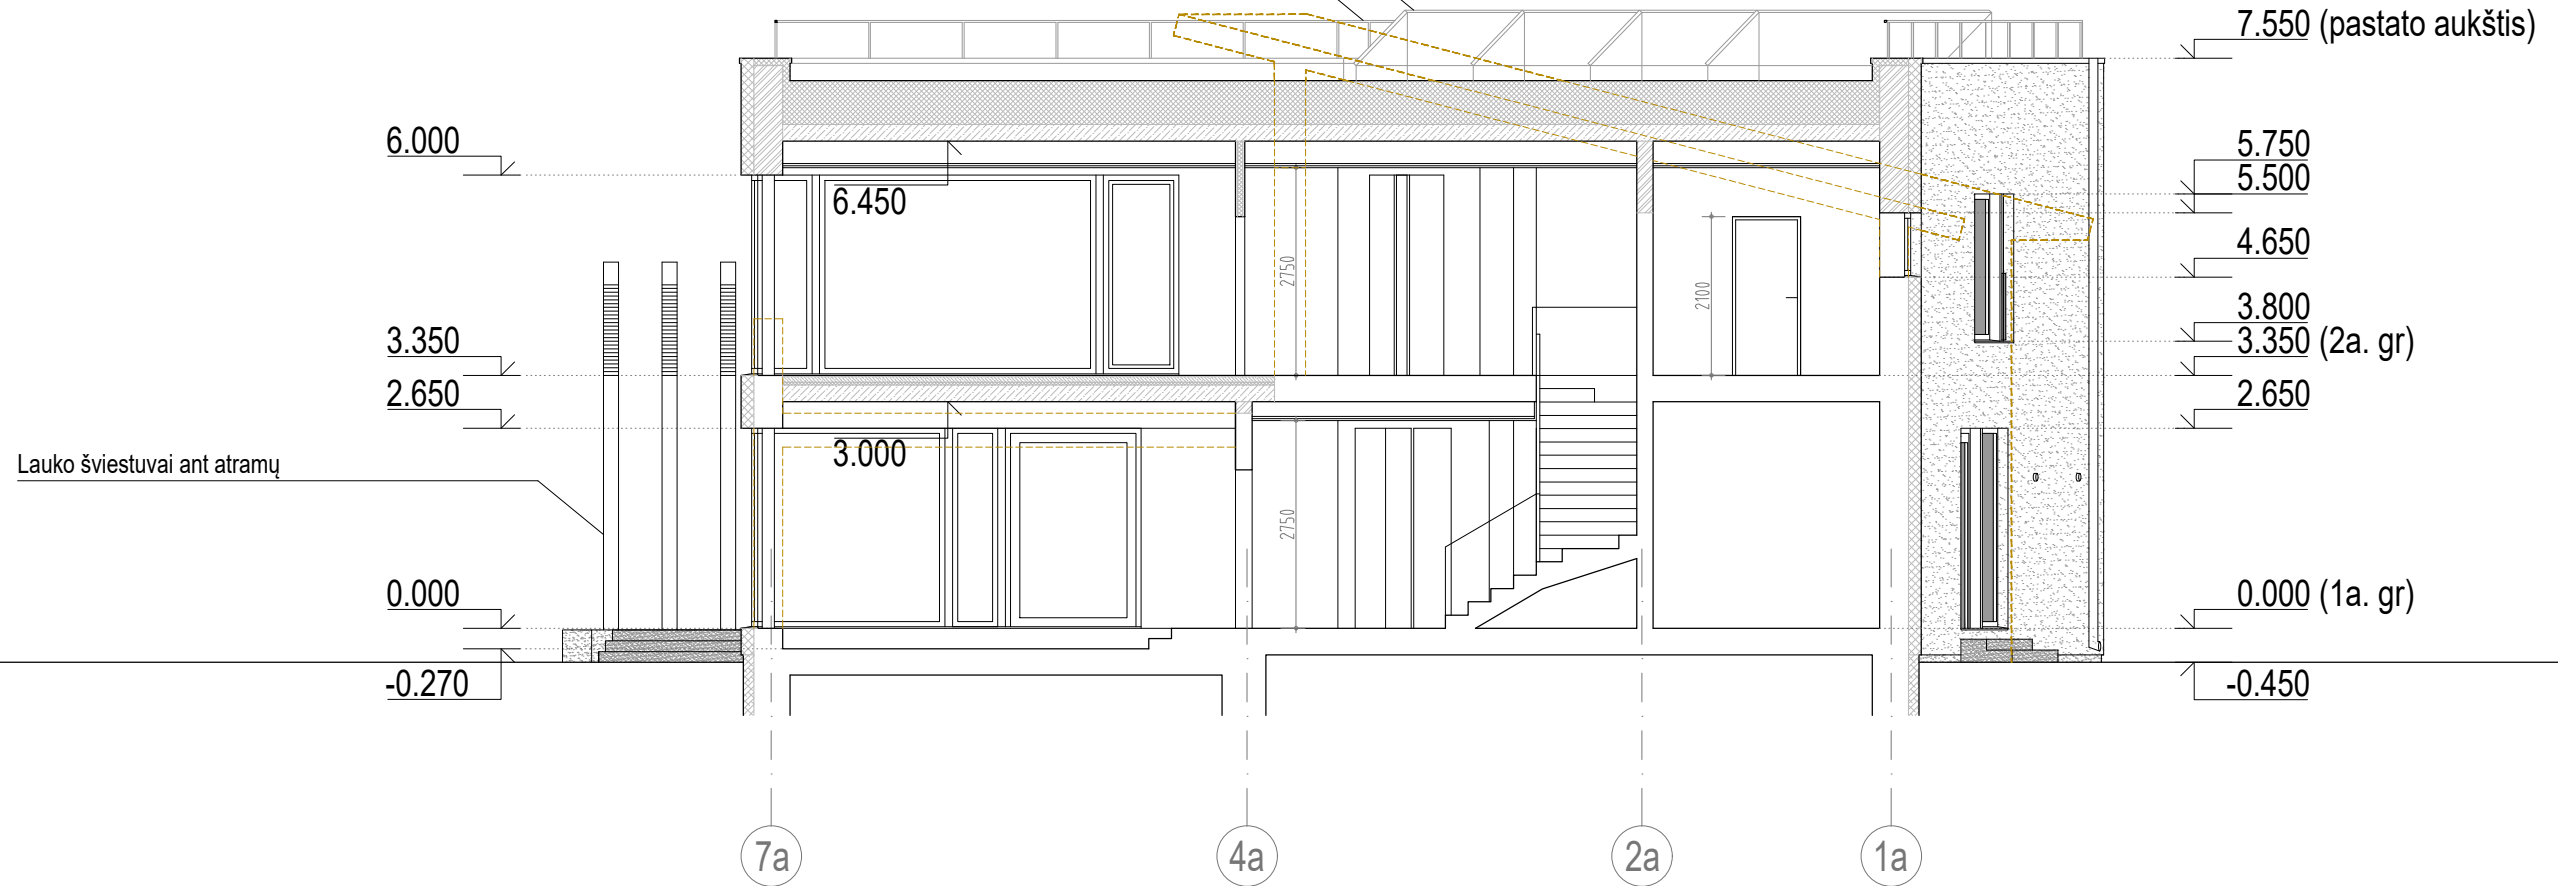 7.550 (pastato aukštis)
6.000
5.750
5.500
6.450
4.650
2750
2100
3.800
3.350
3.350 (2a. gr)
2.650
2.650
3.000
Lauko šviestuvai ant atramų
2750
0.000
0.000 (1a. gr)
-0.270
-0.450
7a
4a
2a
1a